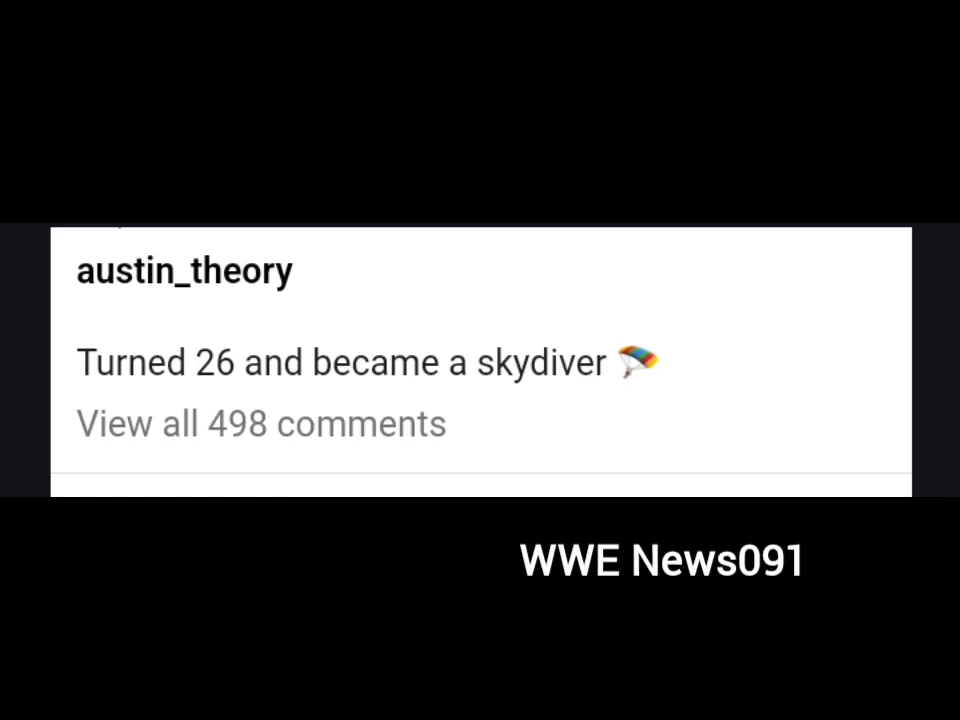 austin_theory
Turned 26 and became a skydiver 🪂
View all 498 comments
WWE News091